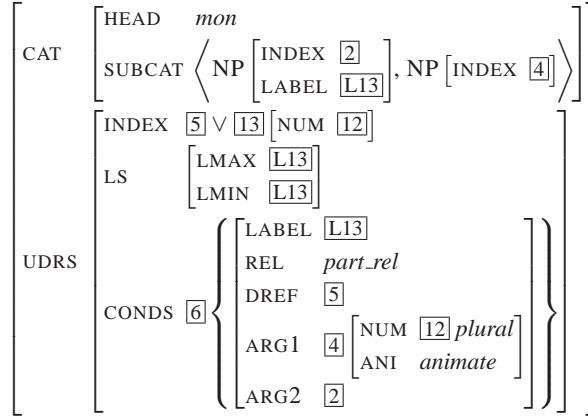 HEAD mon
CAT SUBCAT ⟨ NP [INDEX 2 LABEL L13], NP [INDEX 4] ⟩
INDEX 5 ∨ 13 [NUM 12]
LS [LMAX L13
LMIN L13]
UDRS
LABEL L13
REL part_rel
DREF 5
CONDS 6
ARG1 4 [NUM 12 plural
ANI animate]
ARG2 2